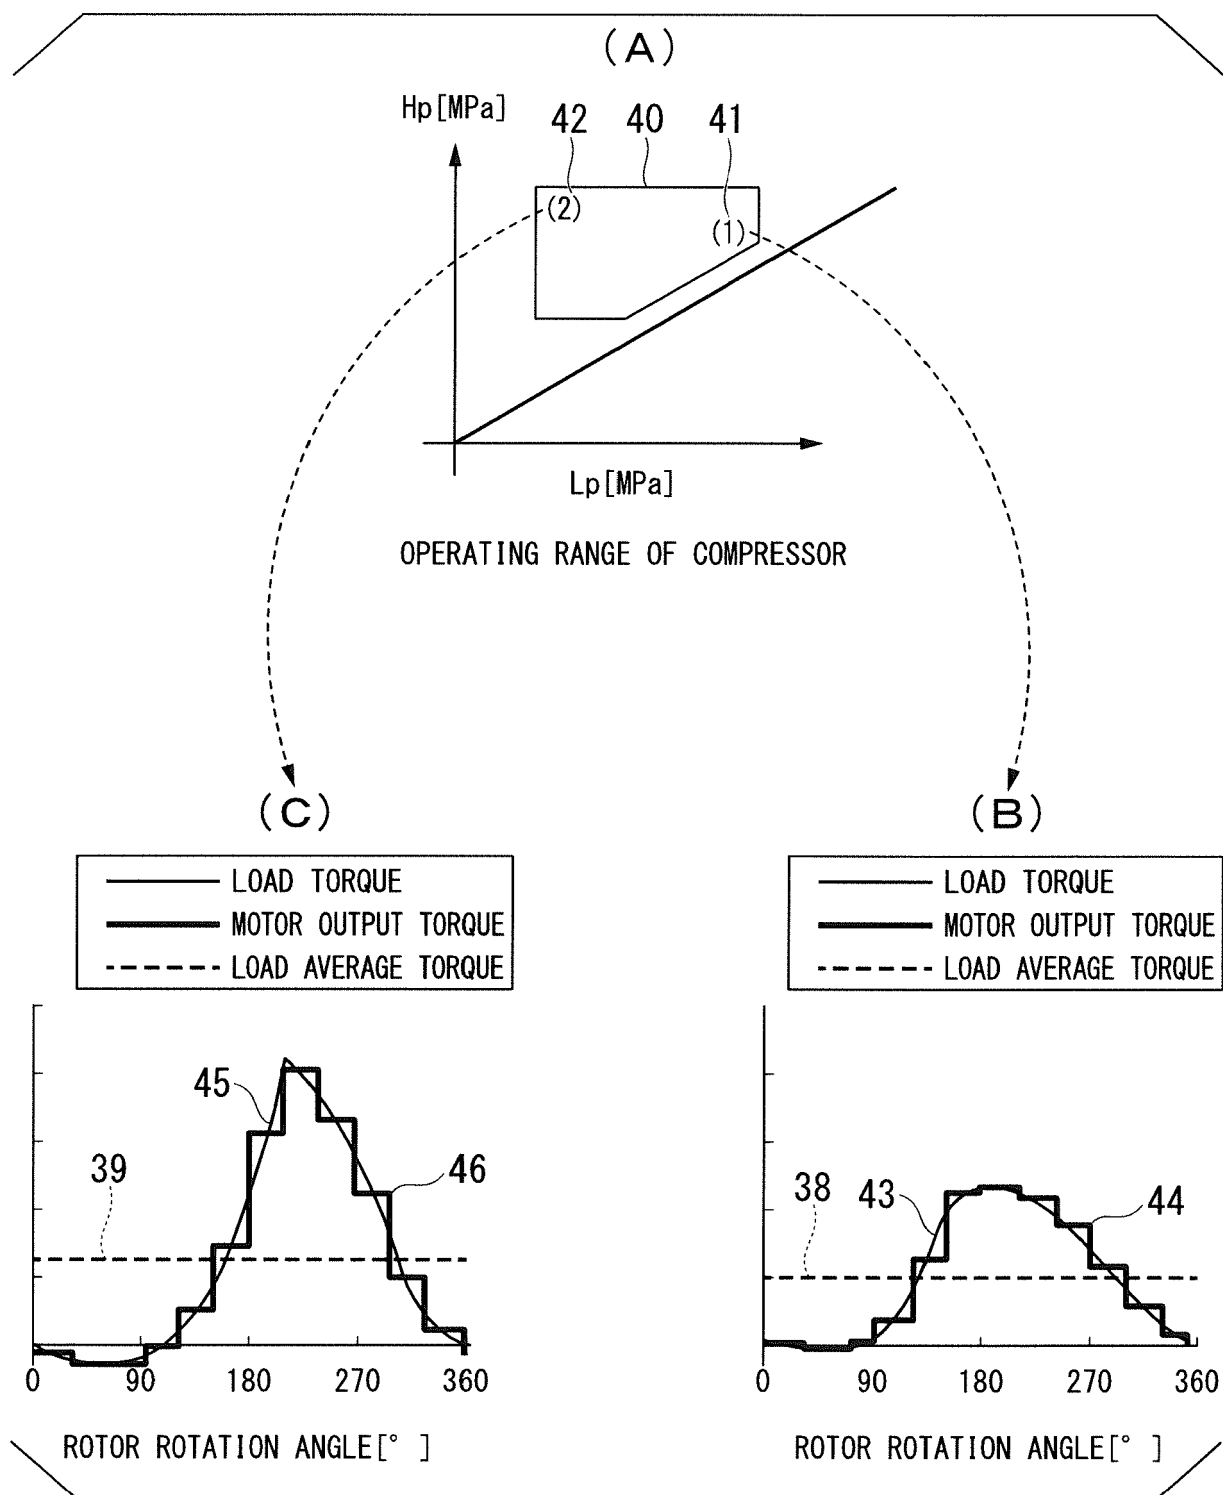 (A)
Hp[MPa]
42 40 41
(2)
(1)
Lp[MPa]
OPERATING RANGE OF COMPRESSOR
(C)
LOAD TORQUE
MOTOR OUTPUT TORQUE
LOAD AVERAGE TORQUE
45
39
46
0 90 180 270 360
ROTOR ROTATION ANGLE[° ]
(B)
LOAD TORQUE
MOTOR OUTPUT TORQUE
LOAD AVERAGE TORQUE
38 43 44
0 90 180 270 360
ROTOR ROTATION ANGLE[° ]